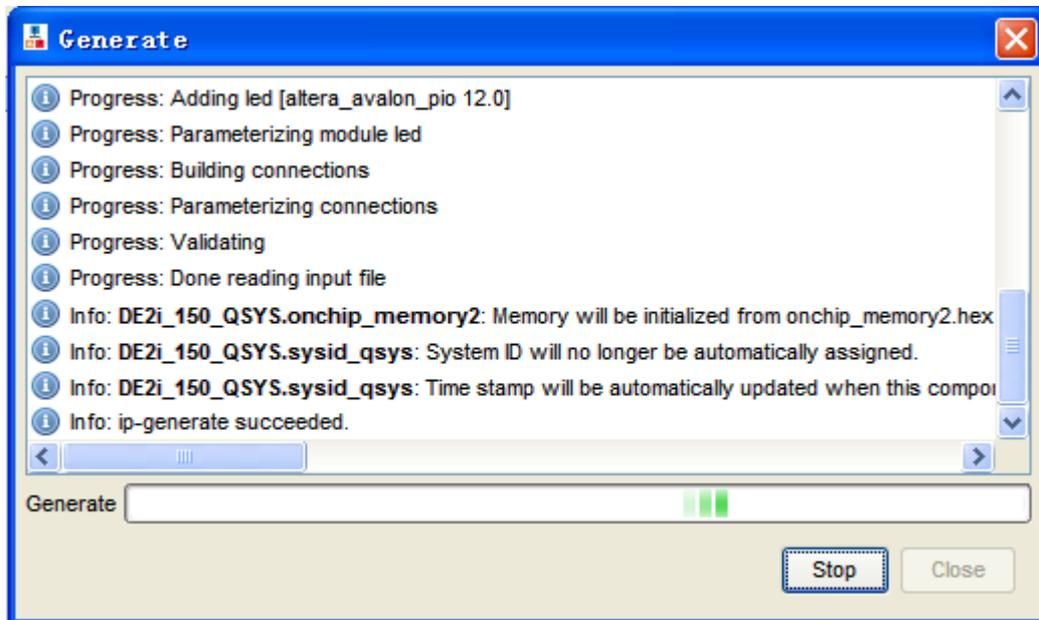 Generate
Progress: Adding led [altera_avalon_pio 12.0]
Progress: Parameterizing module led
Progress: Building connections
Progress: Parameterizing connections
Progress: Validating
Progress: Done reading input file
Info: DE2i_150_QSYS.onchip_memory2: Memory will be initialized from onchip_memory2.hex
Info: DE2i_150_QSYS.sysid_qsys: System ID will no longer be automatically assigned.
Info: DE2i_150_QSYS.sysid_qsys: Time stamp will be automatically updated when this compor
Info: ip-generate succeeded.
Generate
Stop Close